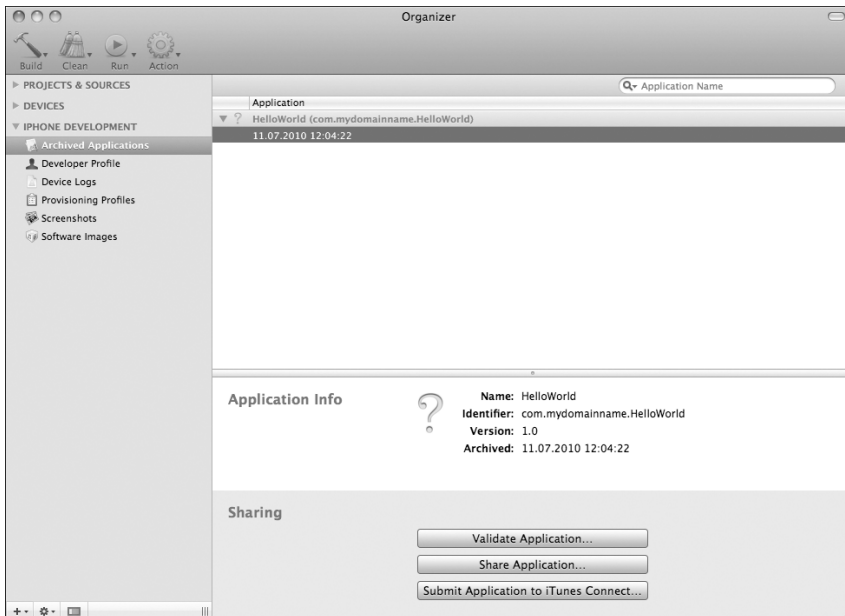 Organizer
Build Clean Run Action
PROJECTS & SOURCES
DEVICES
IPHONE DEVELOPMENT
Archived Applications
Developer Profile
Device Logs
Provisioning Profiles
Screenshots
Software Images
Application Name
Application
HelloWorld (com.mydomainname.HelloWorld)
11.07.2010 12:04:22
Application Info
Name: HelloWorld
Identifier: com.mydomainname.HelloWorld
Version: 1.0
Archived: 11.07.2010 12:04:22
Sharing
Validate Application...
Share Application...
Submit Application to iTunes Connect...